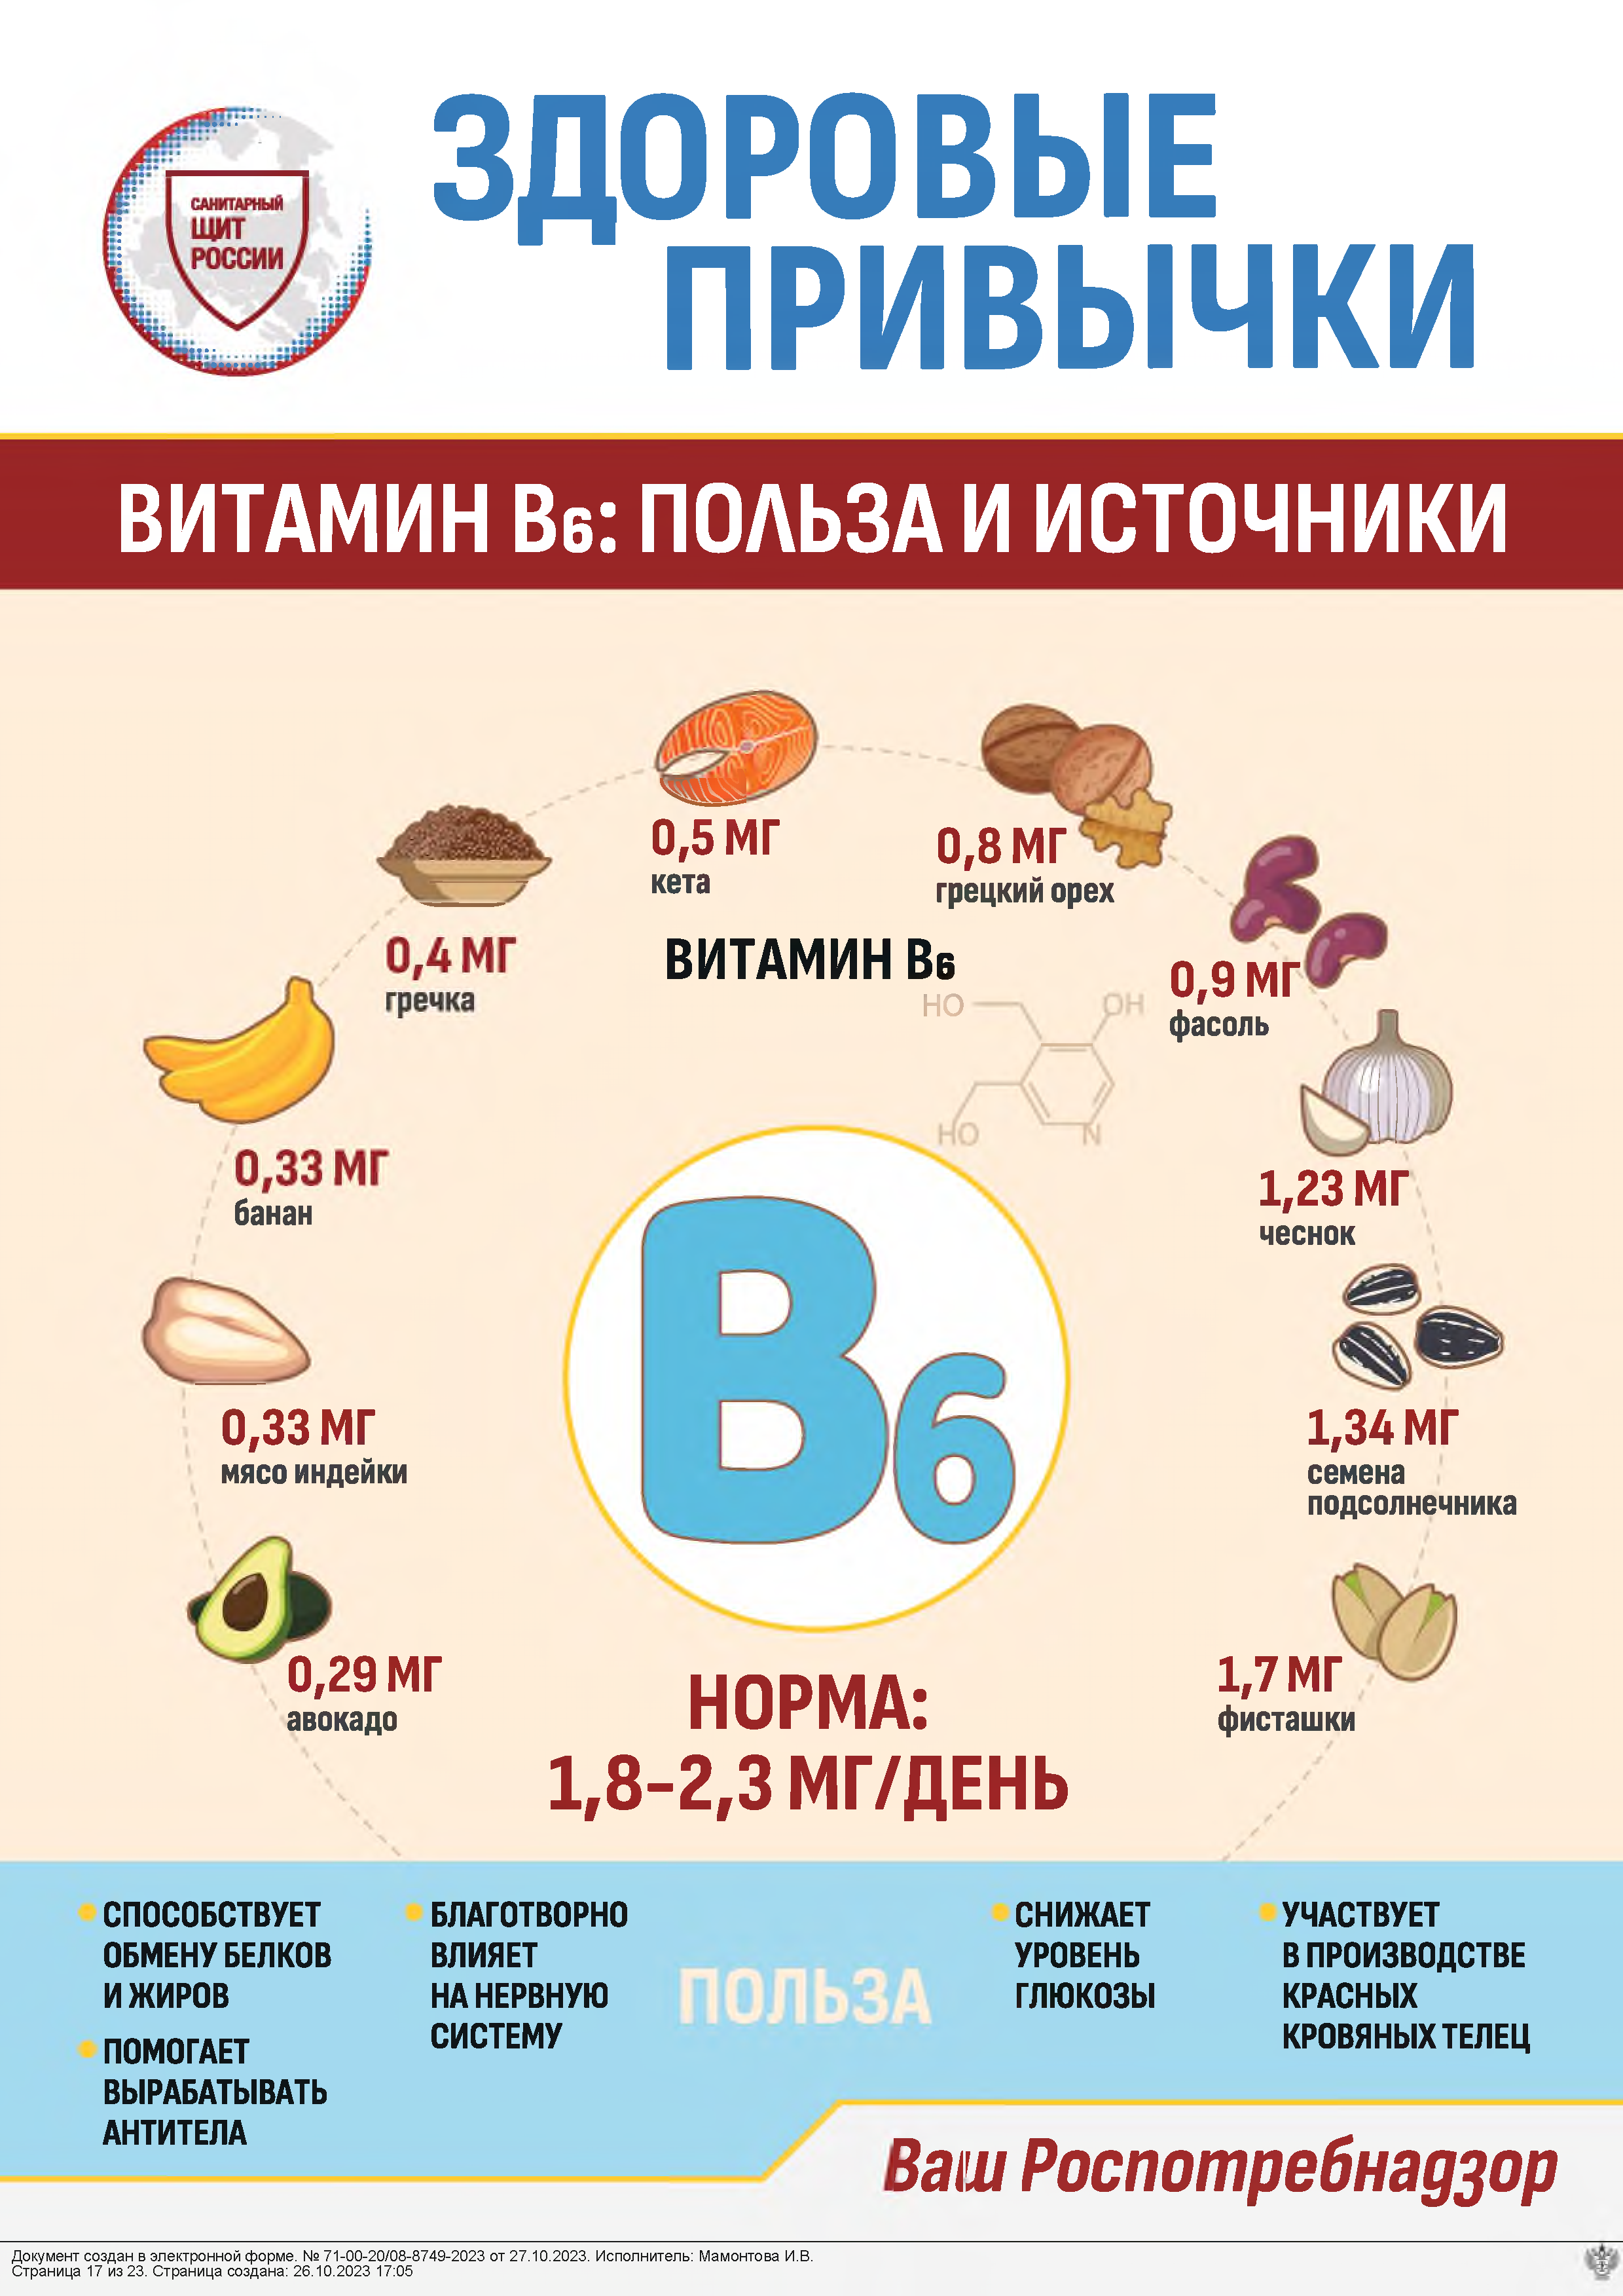 САНИТАРНЫЙ
ЩИТ
РОССИИ
ЗДОРОВЫЕ
ПРИВЫЧКИ
ВИТАМИН В6: ПОЛЬЗА И ИСТОЧНИКИ
0,5 МГ
кета
0,8 МГ
грецкий орех
0,4 МГ
гречка
ВИТАМИН В6
0,9 МГ
фасоль
HO
OH
HO
N
0,33 МГ
банан
1,23 МГ
чеснок
В6
0,33 МГ
мясо индейки
1,34 МГ
семена
подсолнечника
0,29 МГ
авокадо
1,7 МГ
фисташки
НОРМА:
1,8–2,3 МГ/ДЕНЬ
СПОСОБСТВУЕТ
ОБМЕНУ БЕЛКОВ
И ЖИРОВ
ПОМОГАЕТ
ВЫРАБАТЫВАТЬ
АНТИТЕЛА
БЛАГОТВОРНО
ВЛИЯЕТ
НА НЕРВНУЮ
СИСТЕМУ
ПОЛЬЗА
СНИЖАЕТ
УРОВЕНЬ
ГЛЮКОЗЫ
УЧАСТВУЕТ
В ПРОИЗВОДСТВЕ
КРАСНЫХ
КРОВЯНЫХ ТЕЛЕЦ
Ваш Роспотребнадзор
Документ создан в электронной форме. № 71-00-20/08-8749-2023 от 27.10.2023. Исполнитель: Мамонтова И.В.
Страница 17 из 23. Страница создана: 26.10.2023 17:05